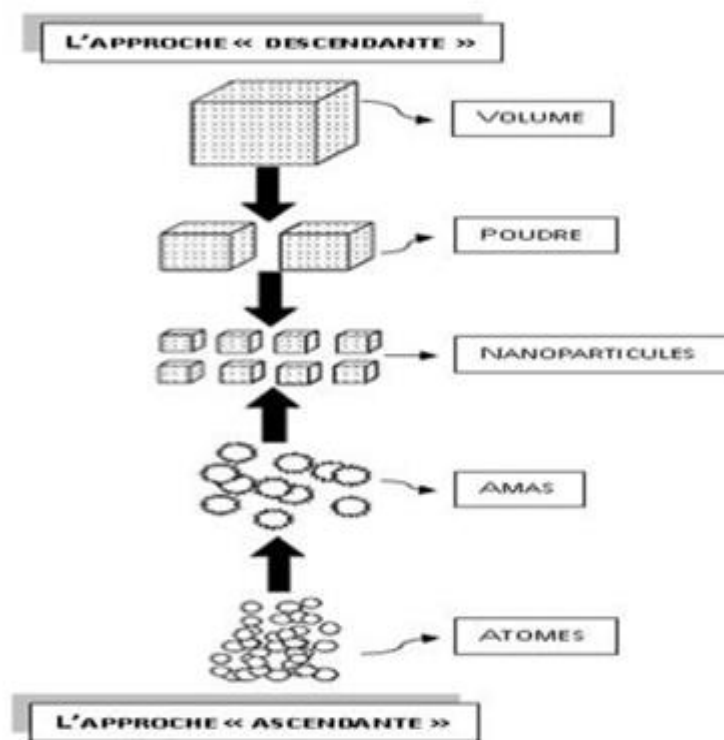 L'APPROCHE « DESCENDANTE »
VOLUME
POUDRE
NANOPARTICULES
AMAS
ATOMES
L'APPROCHE « ASCENDANTE »